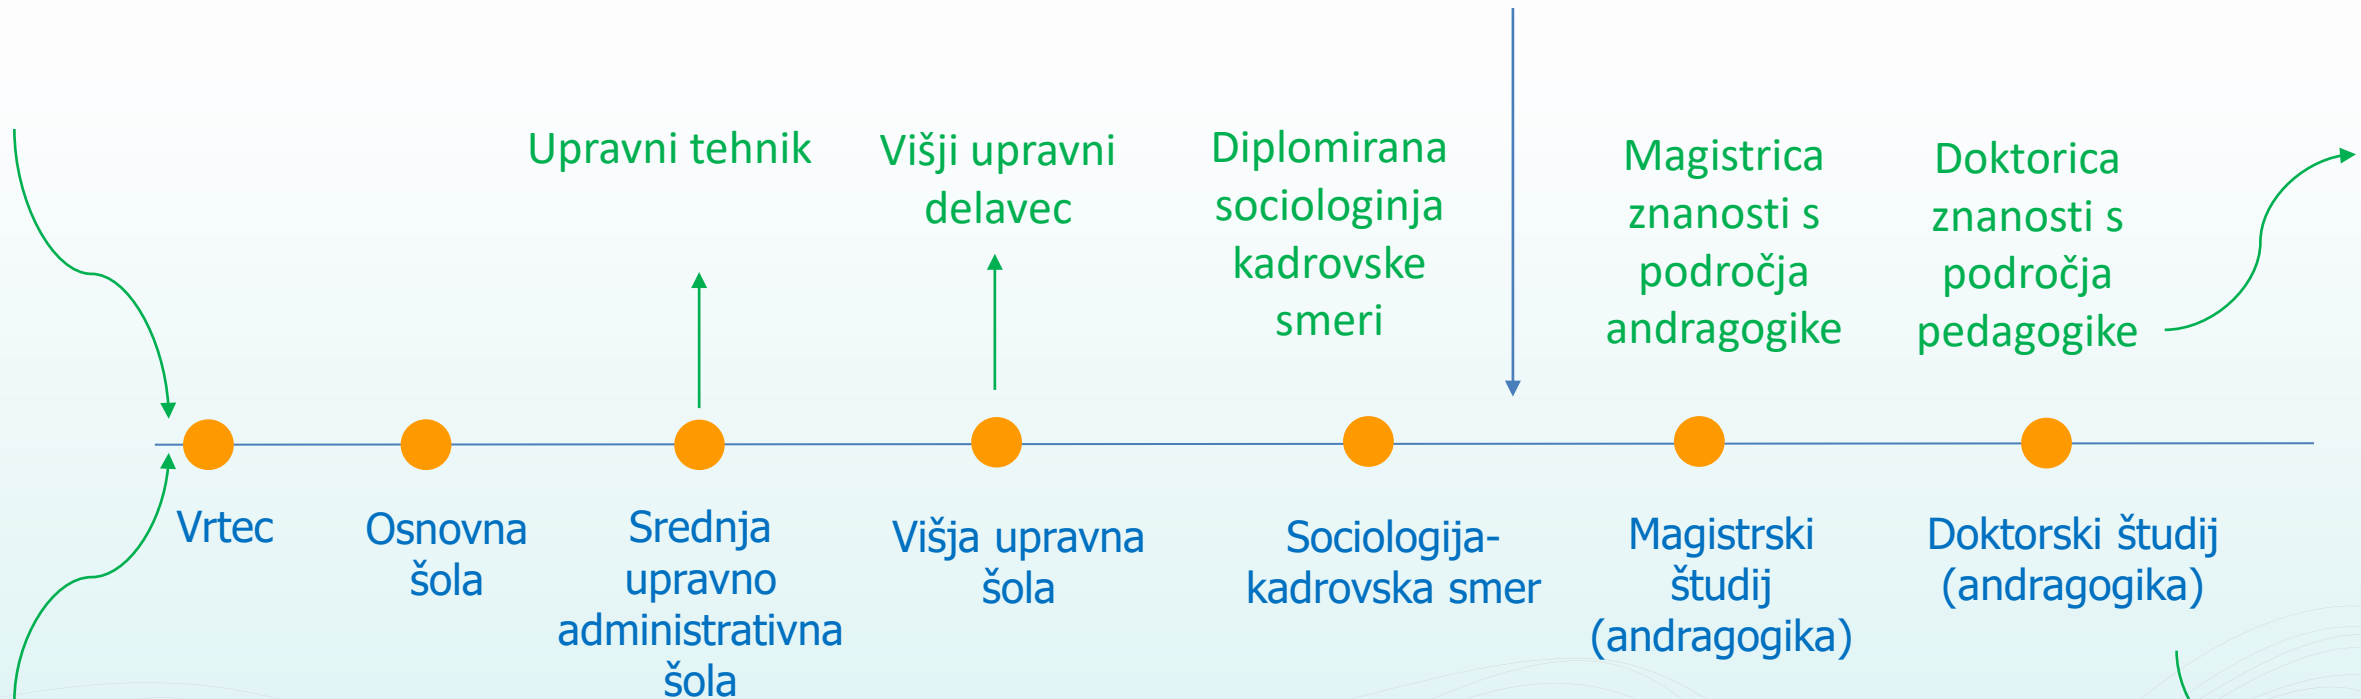 Upravni tehnik
Višji upravni
delavec
Diplomirana
sociologinja
kadrovske
smeri
Magistrica
znanosti s
področja
andragogike
Doktorica
znanosti s
področja
pedagogike
Vrtec
Osnovna
šola
Srednja
upravno
administrativna
šola
Višja upravna
šola
Sociologija-
kadrovska smer
Magistrski
študij
(andragogika)
Doktorski študij
(andragogika)